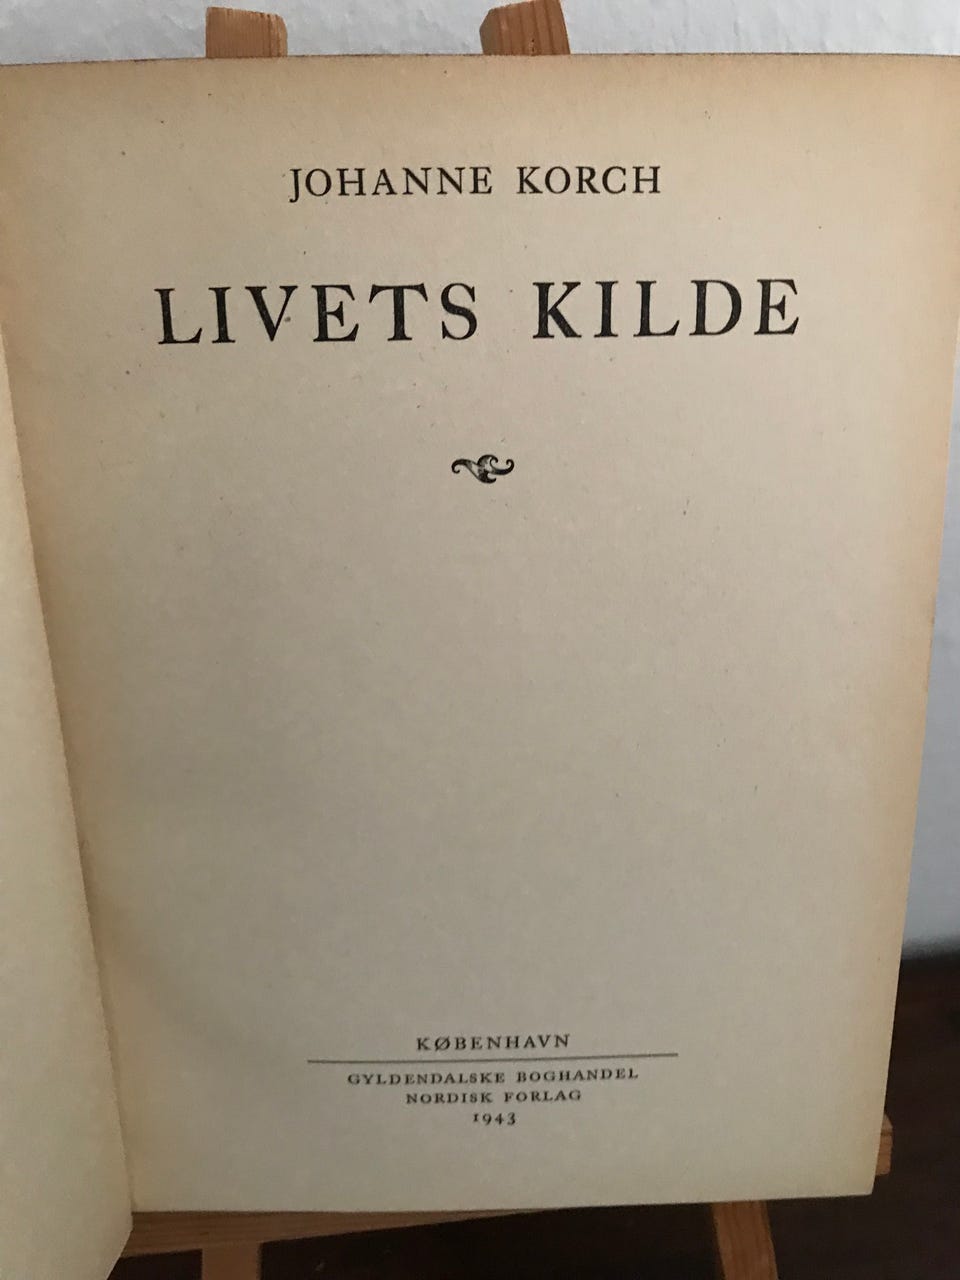 JOHANNE KORCH
LIVETS KILDE
KØBENHAVN
GYLDENDALSKE BOGHANDEL
NORDISK FORLAG
1943